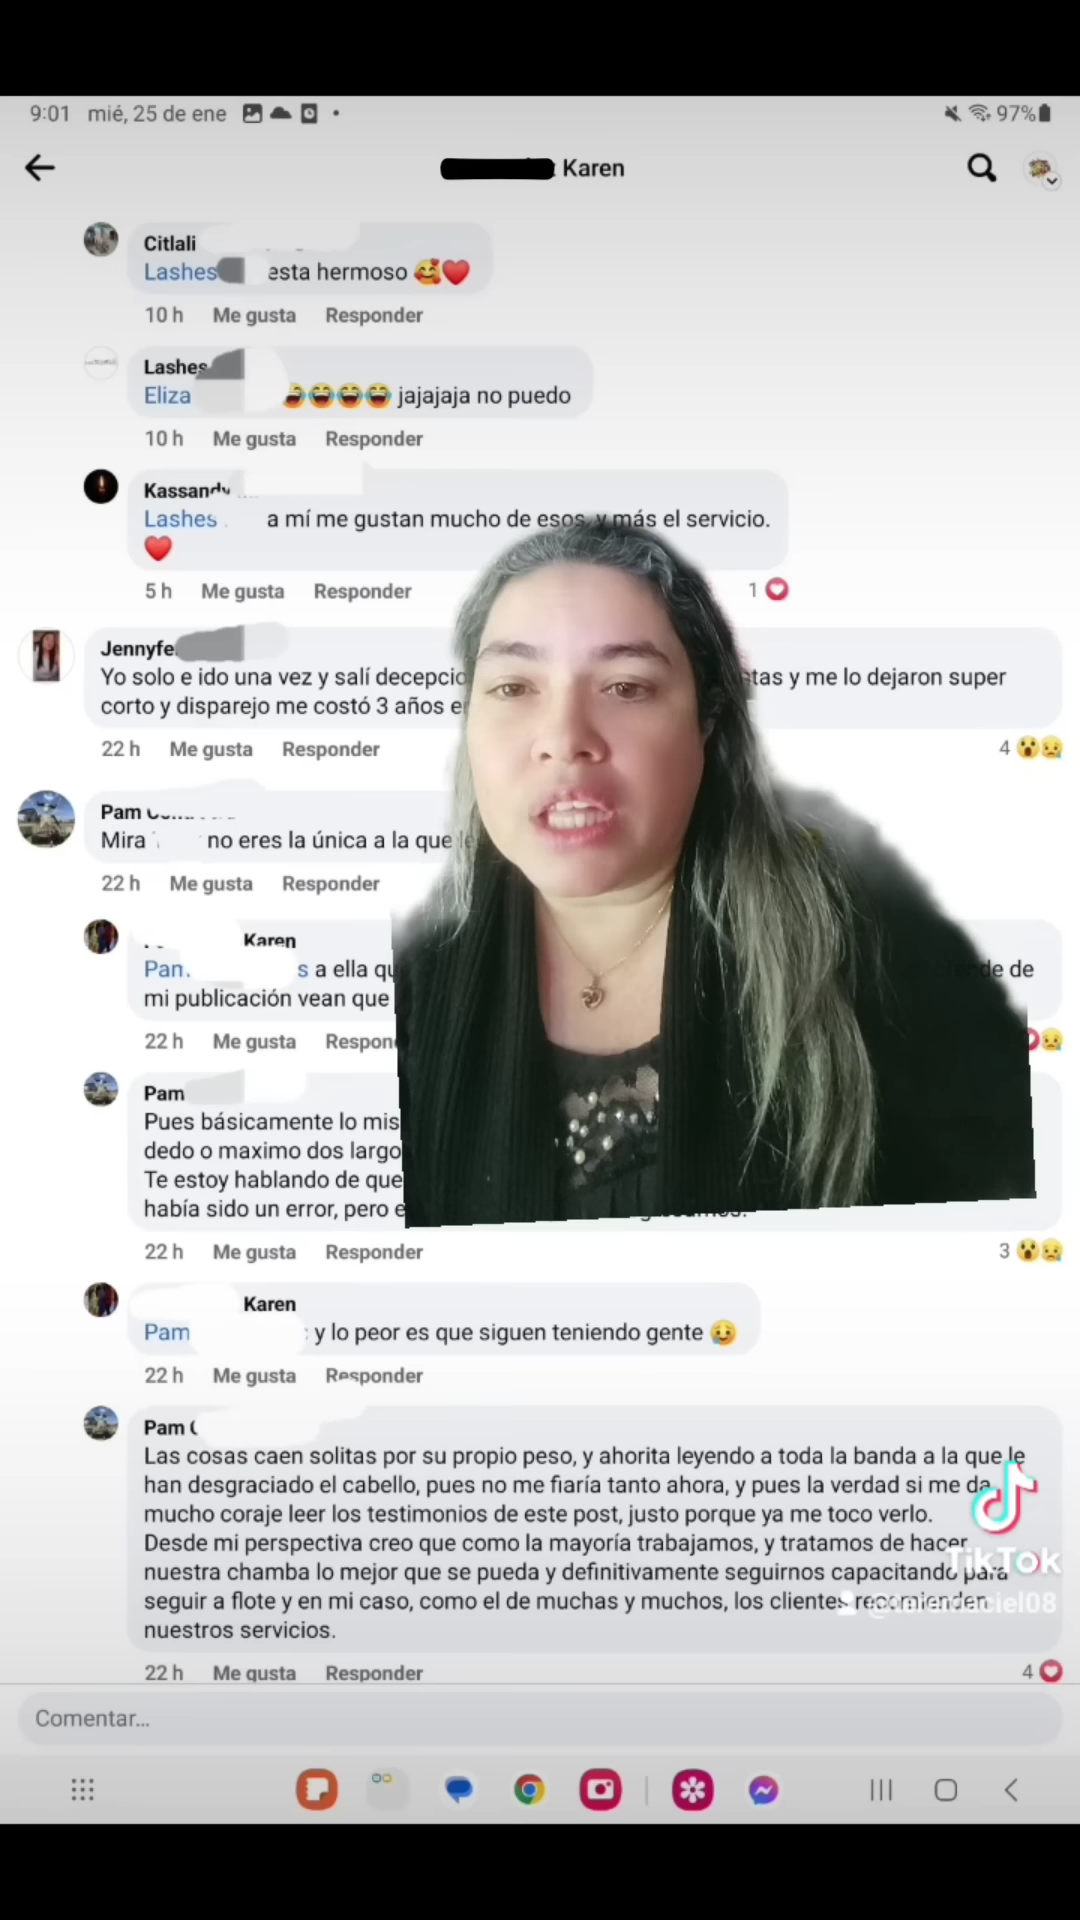 9:01 mié, 25 de ene 97%
Karen
Citlali
Lashes esta hermoso 🥰❤️
10 h Me gusta Responder
Lashes
Eliza 😂😂😂😂 jajajaja no puedo
10 h Me gusta Responder
Kassandy
Lashes a mí me gustan mucho de esos y más el servicio.
❤️
5 h Me gusta Responder 1
Jennyfe
Yo solo e ido una vez y salí y me lo dejaron super
corto y disparejo me costó 3 años
22 h Me gusta Responder 4
Pam
Mira no eres la única a la que
22 h Me gusta Responder
Karen
a ella de
mi publicación vean que
22 h Me gusta
Pam
Pues básicamente lo
dedo o maximo dos
Te estoy hablando de que
había sido un error, pero
22 h Me gusta Responder 3
Karen
Pam y lo peor es que siguen teniendo gente 🥲
22 h Me gusta Responder
Pam
Las cosas caen solitas por su propio peso, y ahorita leyendo a toda la banda a la que le
han desgraciado el cabello, pues no me fiaría tanto ahora, y pues la verdad si me da
mucho coraje leer los testimonios de este post, justo porque ya me toco verlo.
Desde mi perspectiva creo que como la mayoría trabajamos, y tratamos de hacer
nuestra chamba lo mejor que se pueda y definitivamente seguirnos capacitando para
seguir a flote y en mi caso, como el de muchas y muchos, los clientes recomienden
nuestros servicios.
22 h Me gusta Responder 4
TikTok
Comentar...